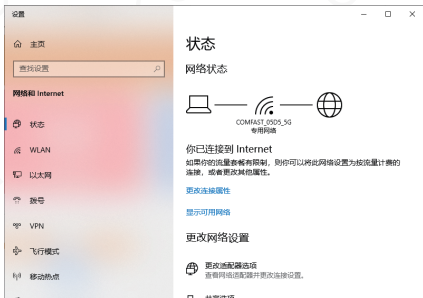 设置
主页
查找设置
网络和 Internet
状态
WLAN
以太网
拨号
VPN
飞行模式
移动热点
状态
网络状态
COMFAST_05D5_5G
专用网络
你已连接到 Internet
如果你的流量套餐有限制，则你可以将此网络设置为按流量计费的
连接，或者更改其他属性。
更改连接属性
显示可用网络
更改网络设置
更改适配器选项
查看网络适配器并更改连接设置。